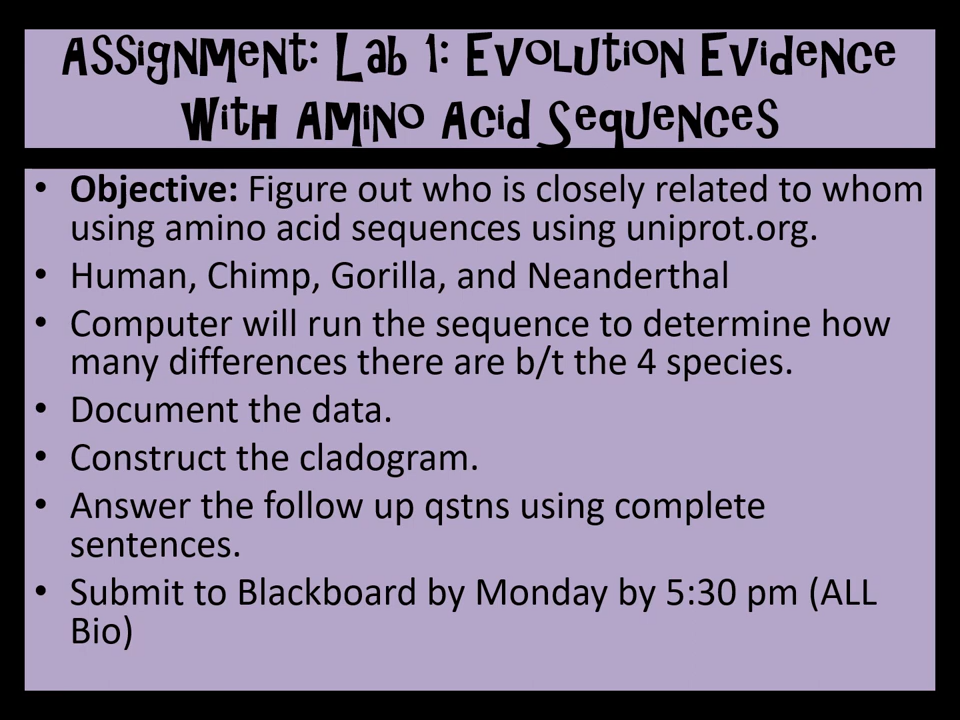 Assignment: Lab 1: Evolution Evidence
With Amino Acid Sequences
• Objective: Figure out who is closely related to whom
using amino acid sequences using uniprot.org.
• Human, Chimp, Gorilla, and Neanderthal
• Computer will run the sequence to determine how
many differences there are b/t the 4 species.
• Document the data.
• Construct the cladogram.
• Answer the follow up qstns using complete
sentences.
• Submit to Blackboard by Monday by 5:30 pm (ALL
Bio)